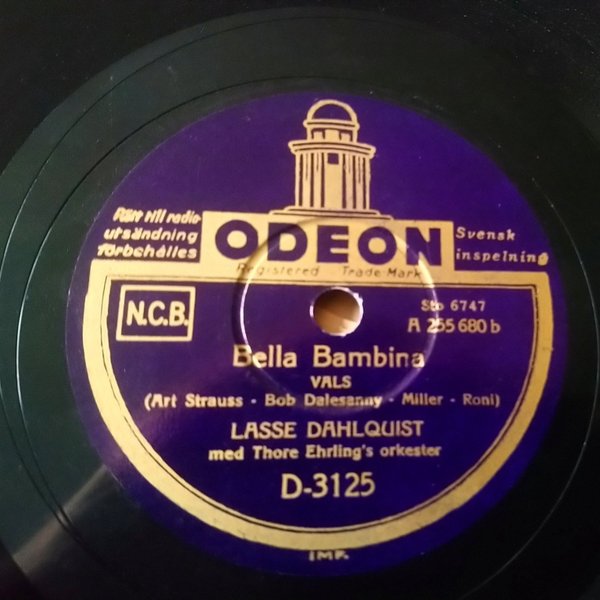 Rätt till radio
utsändning
förbehålles
ODEON
Svensk
inspelning
Registered Trade Mark
N.C.B.
Sto 6747
A 255 680 b
Bella Bambina
VALS
(Art Strauss - Bob Dalesanny - Miller - Roni)
LASSE DAHLQUIST
med Thore Ehrling's orkester
D-3125
IMP.